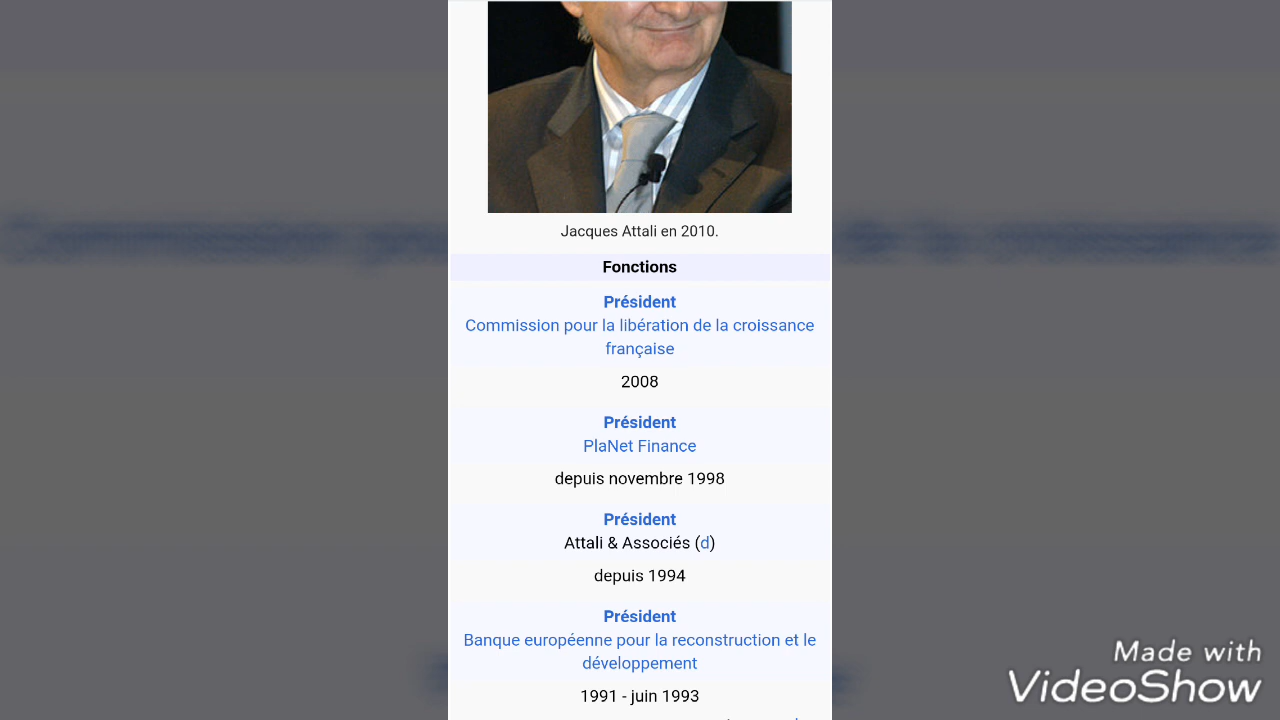 Jacques Attali en 2010.
Fonctions
Président
Commission pour la libération de la croissance
française
2008
Président
PlaNet Finance
depuis novembre 1998
Président
Attali & Associés (d)
depuis 1994
Président
Banque européenne pour la reconstruction et le
développement
1991 - juin 1993
Made with
VideoShow